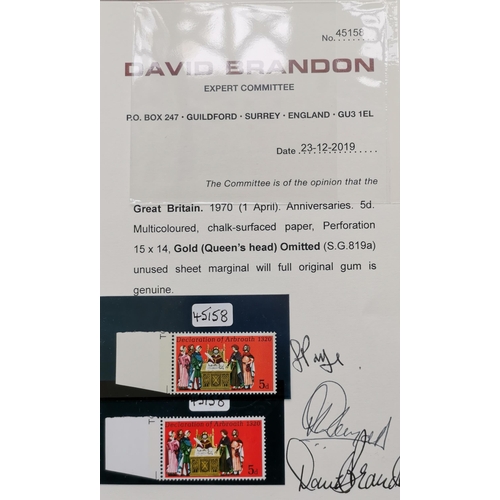 No. 45158
DAVID BRANDON
EXPERT COMMITTEE
P.O. BOX 247 · GUILDFORD · SURREY · ENGLAND · GU3 1EL
Date 23-12-2019
The Committee is of the opinion that the
Great Britain. 1970 (1 April). Anniversaries. 5d.
Multicoloured, chalk-surfaced paper, Perforation
15 x 14, Gold (Queen's head) Omitted (S.G.819a)
unused sheet marginal will full original gum is
genuine.
45158
Declaration of Arbroath 1320
5d
45158
Declaration of Arbroath 1320
5d